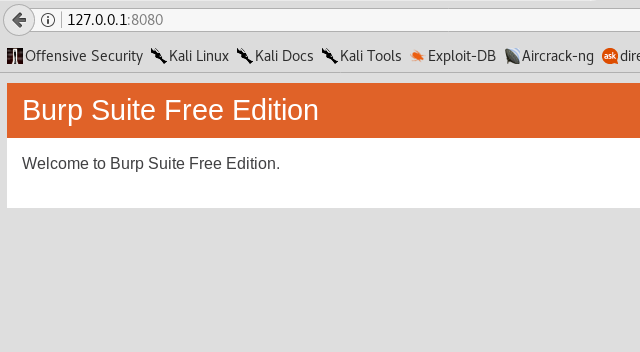 127.0.0.1:8080
Offensive Security Kali Linux Kali Docs Kali Tools Exploit-DB Aircrack-ng ask
Burp Suite Free Edition
Welcome to Burp Suite Free Edition.